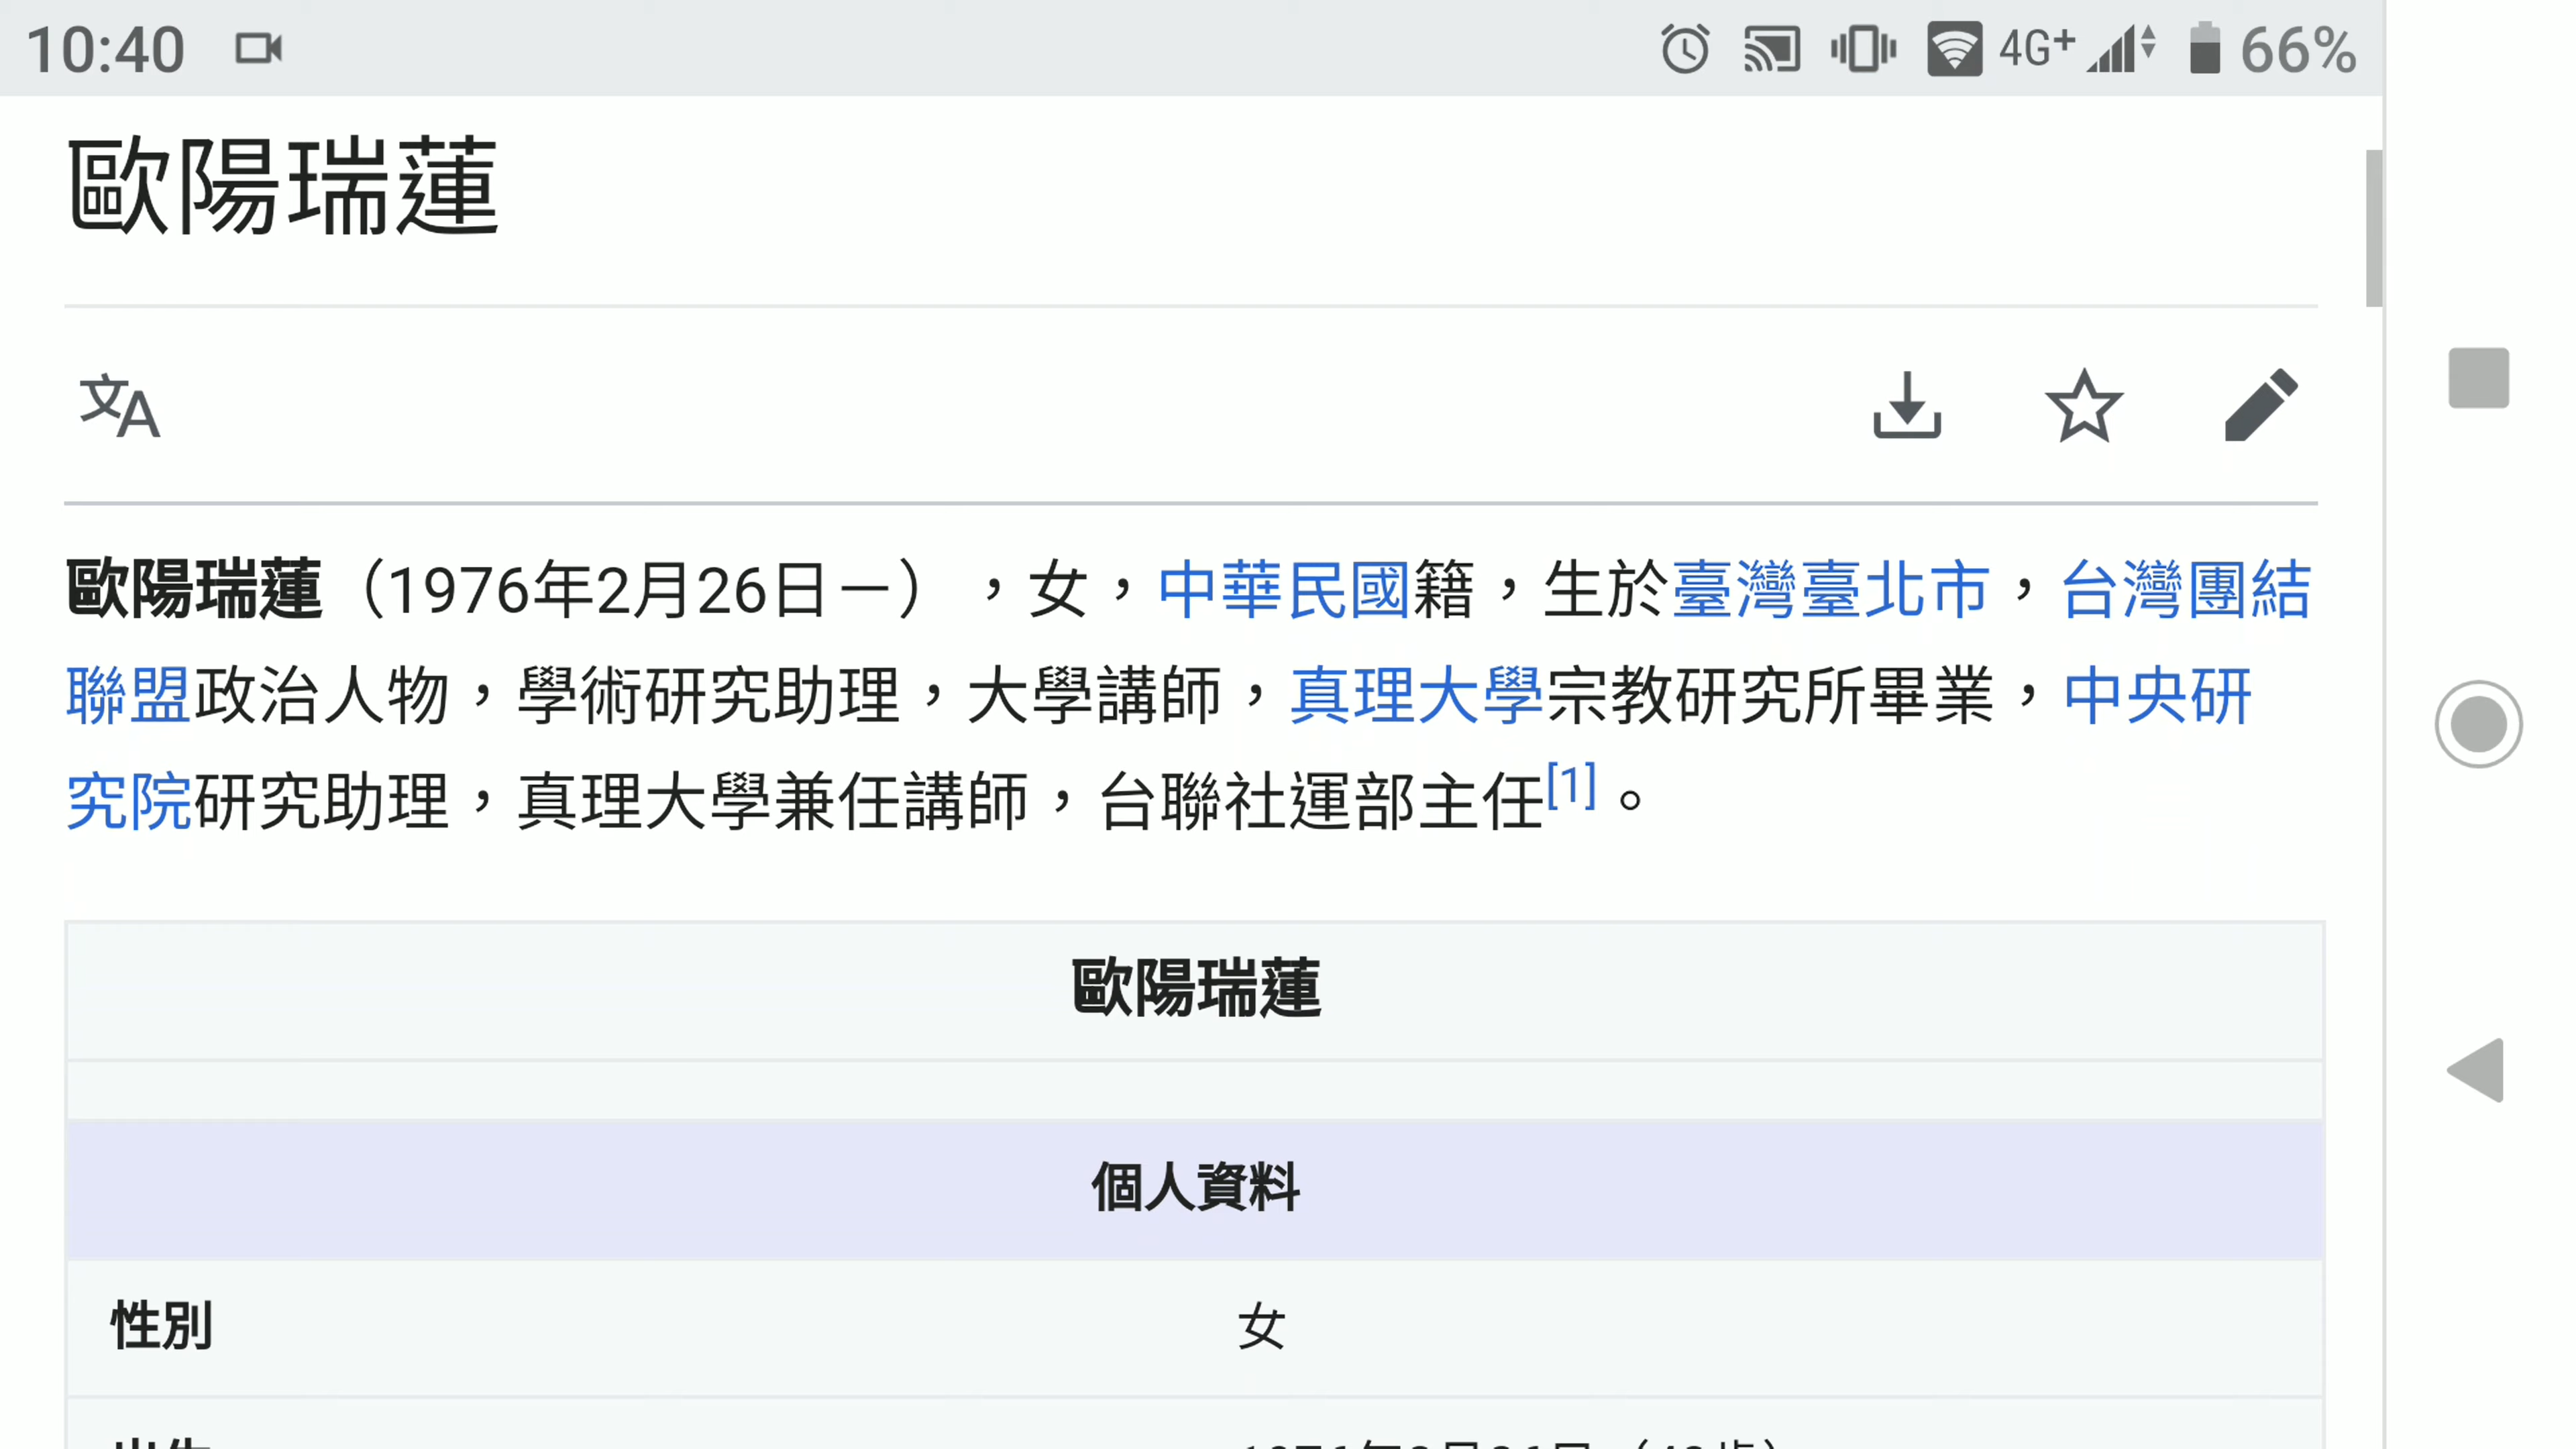 10:40 4G+ 66%
歐陽瑞蓮
文A
歐陽瑞蓮（1976年2月26日－），女，中華民國籍，生於臺灣臺北市，台灣團結
聯盟政治人物，學術研究助理，大學講師，真理大學宗教研究所畢業，中央研
究院研究助理，真理大學兼任講師，台聯社運部主任[1]。
歐陽瑞蓮
個人資料
性別 女